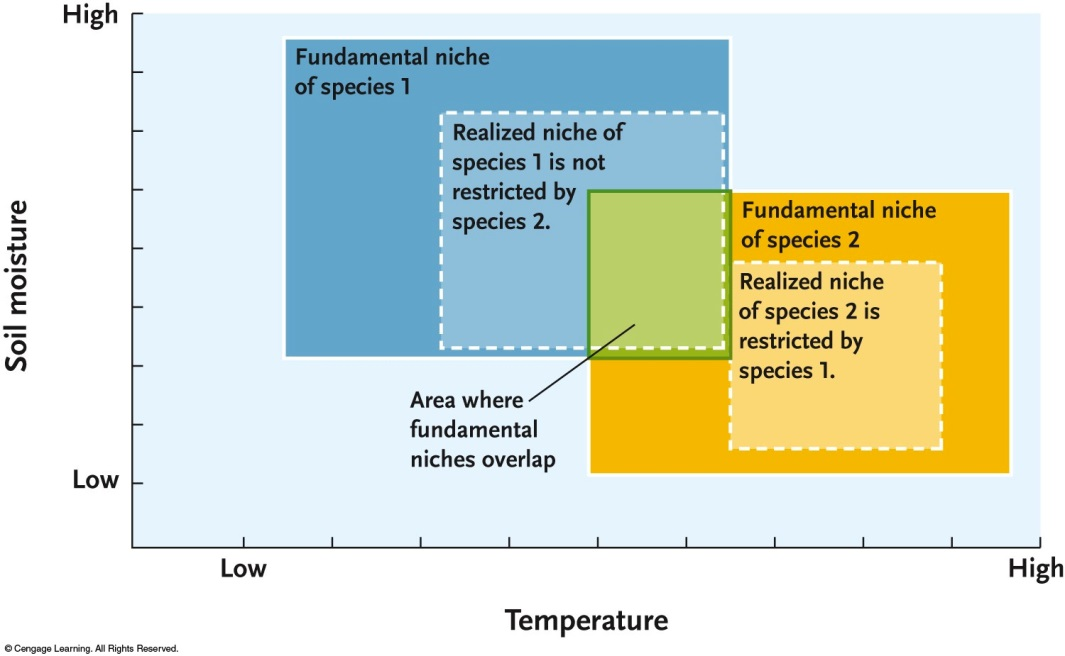 High
Fundamental niche
of species 1
Realized niche of
species 1 is not
restricted by
species 2.
Fundamental niche
of species 2
Realized niche
of species 2 is
restricted by
species 1.
Area where
fundamental
niches overlap
Soil moisture
Low
Low
High
Temperature
© Cengage Learning. All Rights Reserved.